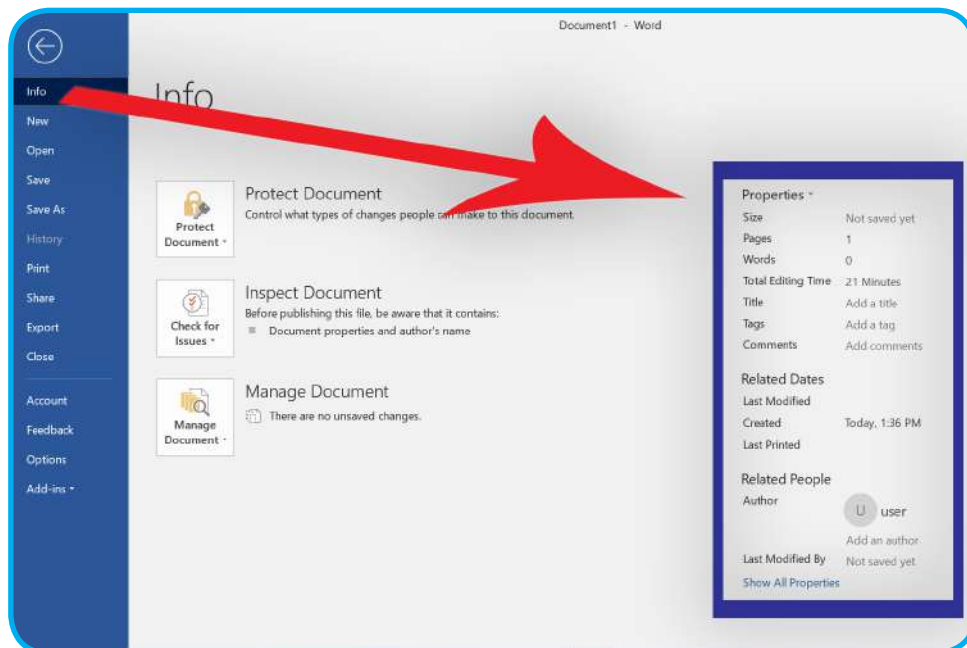 Document1 - Word
Info
New
Open
Save
Save As
History
Print
Share
Export
Close
Account
Feedback
Options
Add-ins
Info
Protect Document
Control what types of changes people can make to this document.
Protect
Document
Inspect Document
Before publishing this file, be aware that it contains:
Document properties and author's name
Check for
Issues
Manage Document
There are no unsaved changes.
Manage
Document
Properties
Size Not saved yet
Pages 1
Words 0
Total Editing Time 21 Minutes
Title Add a title
Tags Add a tag
Comments Add comments
Related Dates
Last Modified
Created Today, 1:36 PM
Last Printed
Related People
Author
U user
Add an author
Last Modified By Not saved yet
Show All Properties